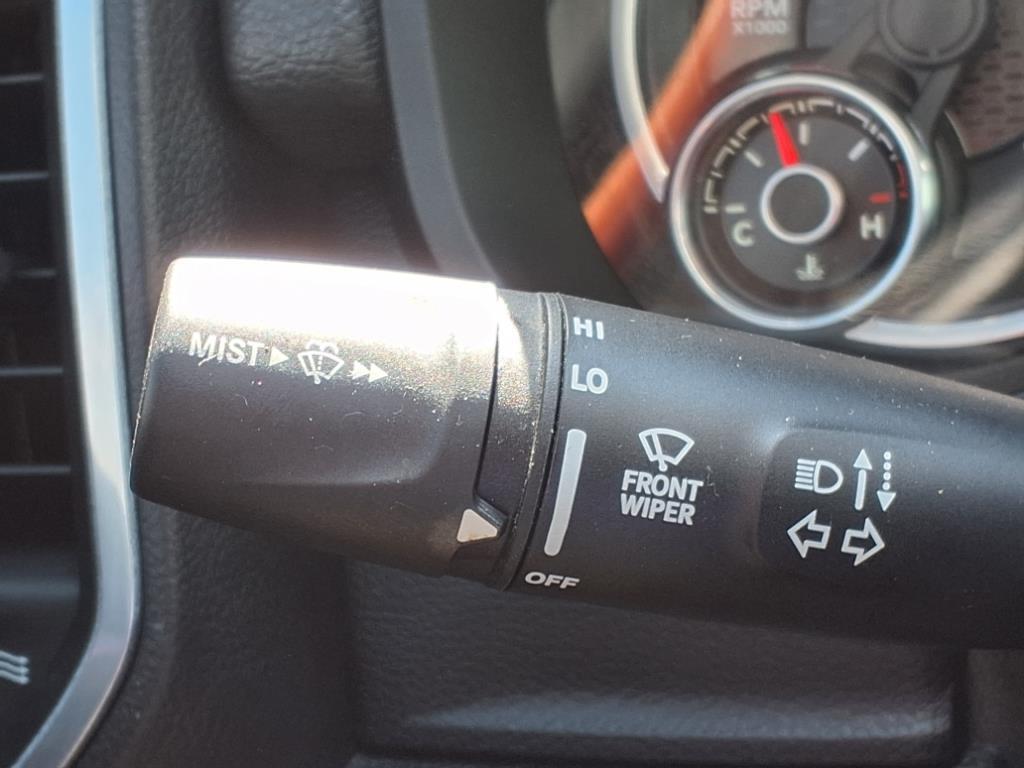 RPM
X1000
C
H
MIST
HI
LO
FRONT
WIPER
OFF